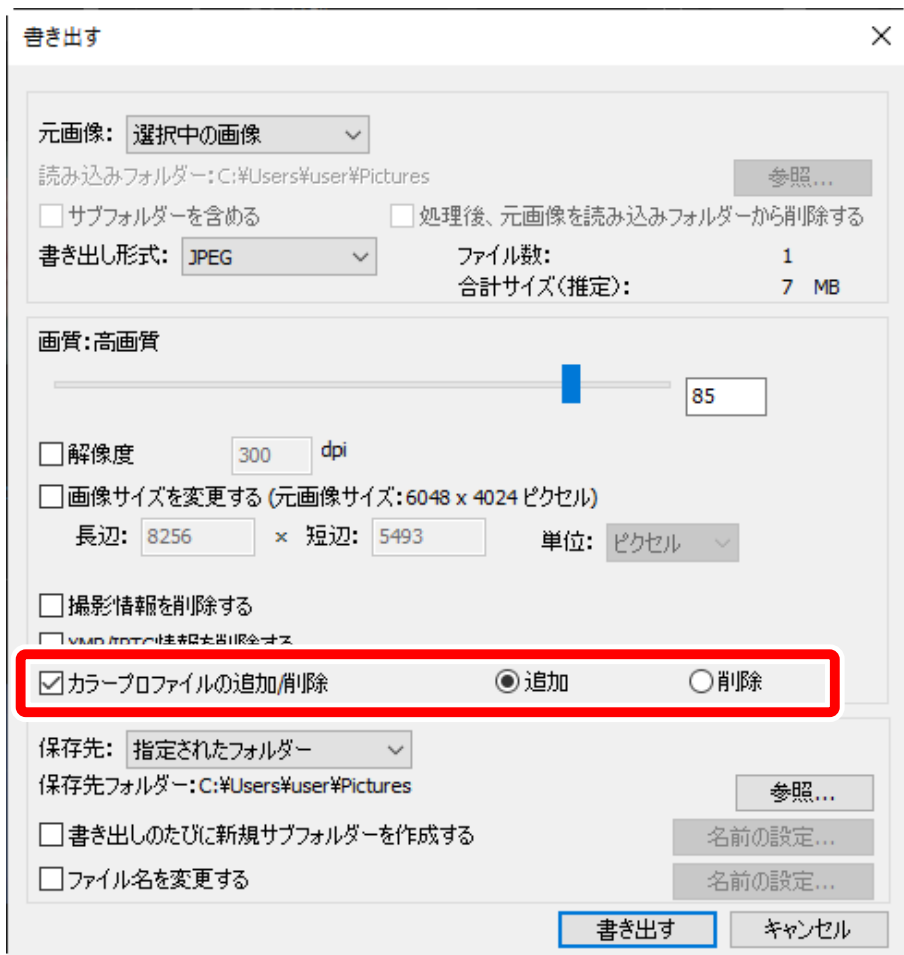 書き出す
元画像: 選択中の画像
読み込みフォルダー:C:¥Users¥user¥Pictures 参照...
サブフォルダーを含める 処理後、元画像を読み込みフォルダーから削除する
書き出し形式: JPEG ファイル数: 1
合計サイズ(推定): 7 MB
画質:高画質
85
解像度 300 dpi
画像サイズを変更する (元画像サイズ:6048 x 4024 ピクセル)
長辺: 8256 × 短辺: 5493 単位: ピクセル
撮影情報を削除する
XMP/IPTC情報を削除する
カラープロファイルの追加/削除 追加 削除
保存先: 指定されたフォルダー
保存先フォルダー:C:¥Users¥user¥Pictures 参照...
書き出しのたびに新規サブフォルダーを作成する 名前の設定...
ファイル名を変更する 名前の設定...
書き出す キャンセル